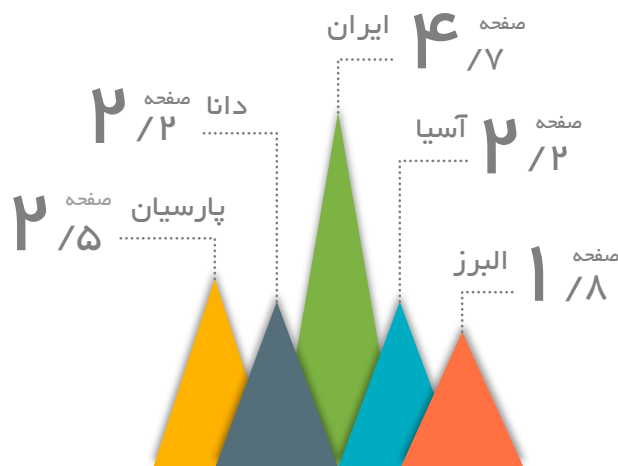 ایران
۴/۷ صفحه
دانا
۲/۲ صفحه
آسیا
۲/۲ صفحه
پارسیان
۲/۵ صفحه
البرز
۱/۸ صفحه